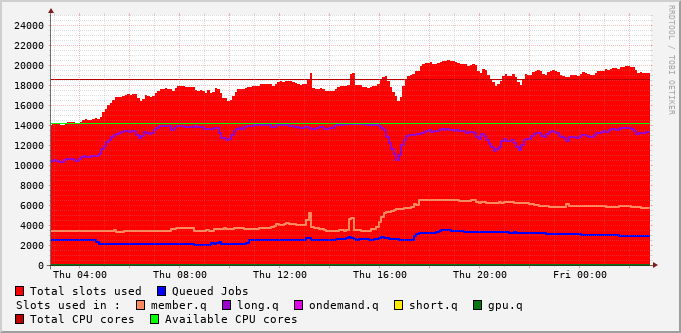 24000
22000
20000
18000
16000
14000
12000
10000
8000
6000
4000
2000
0
Thu 04:00 Thu 08:00 Thu 12:00 Thu 16:00 Thu 20:00 Fri 00:00
RRDTOOL / TOBI OETIKER
Total slots used Queued Jobs
Slots used in : member.q long.q ondemand.q short.q gpu.q
Total CPU cores Available CPU cores